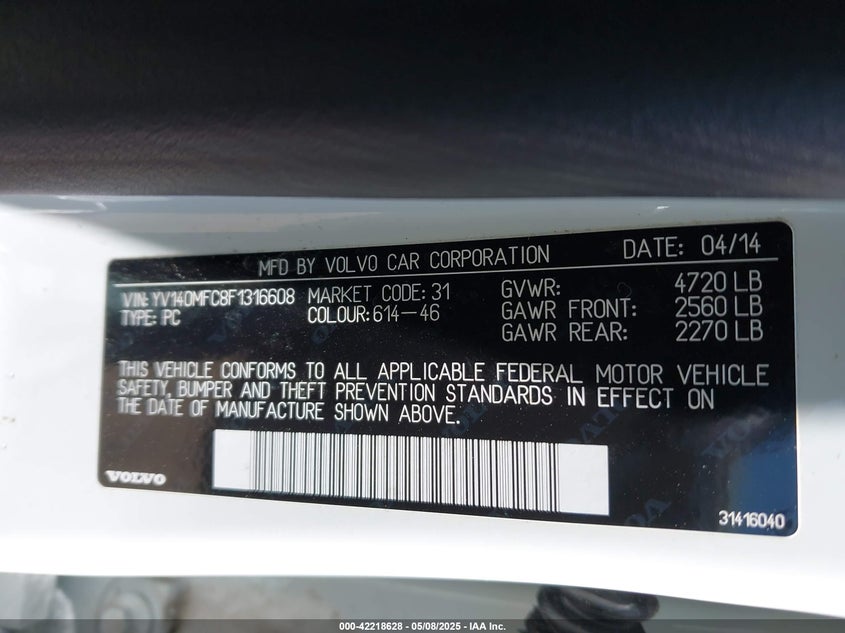 MFD BY VOLVO CAR CORPORATION DATE: 04/14
VIN: YV140MFC8F1316608 MARKET CODE: 31 GVWR: 4720 LB
TYPE: PC COLOUR: 614-46 GAWR FRONT: 2560 LB
GAWR REAR: 2270 LB
THIS VEHICLE CONFORMS TO ALL APPLICABLE FEDERAL MOTOR VEHICLE
SAFETY, BUMPER AND THEFT PREVENTION STANDARDS IN EFFECT ON
THE DATE OF MANUFACTURE SHOWN ABOVE.
VOLVO
31416040
000-42218628 - 05/08/2025 - IAA Inc.